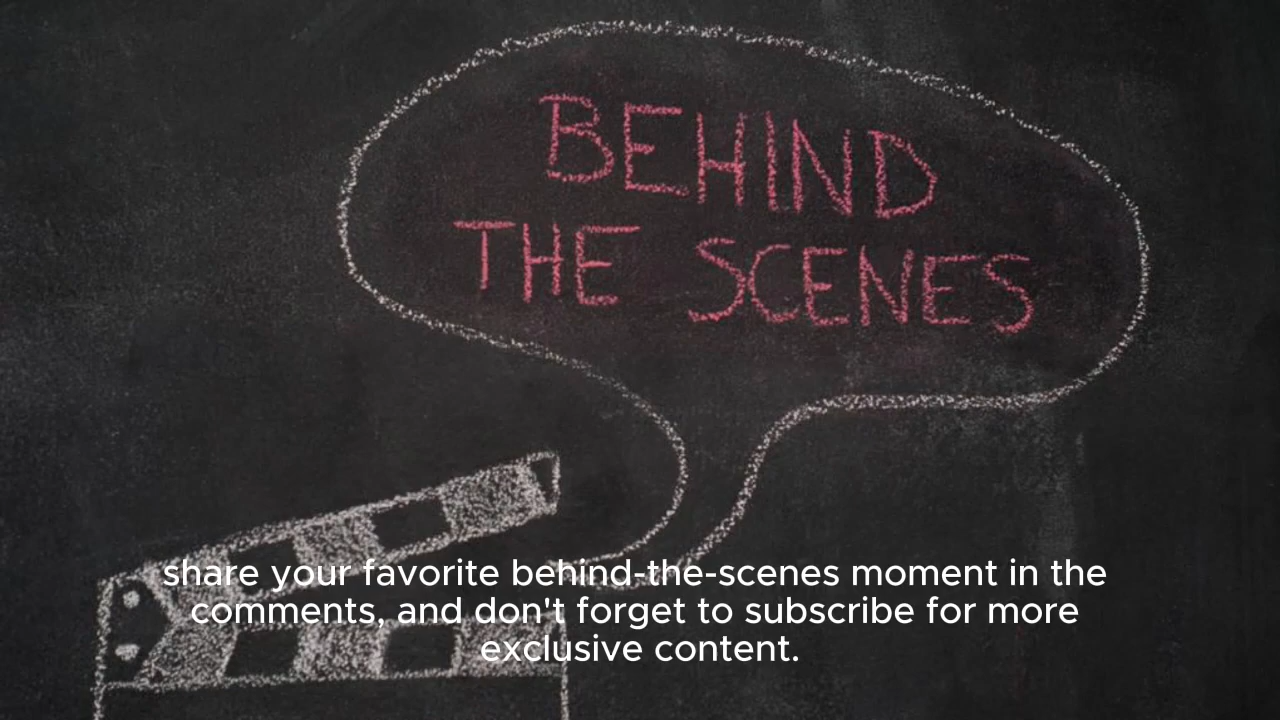 BEHIND
THE SCENES
share your favorite behind-the-scenes moment in the
comments, and don't forget to subscribe for more
exclusive content.